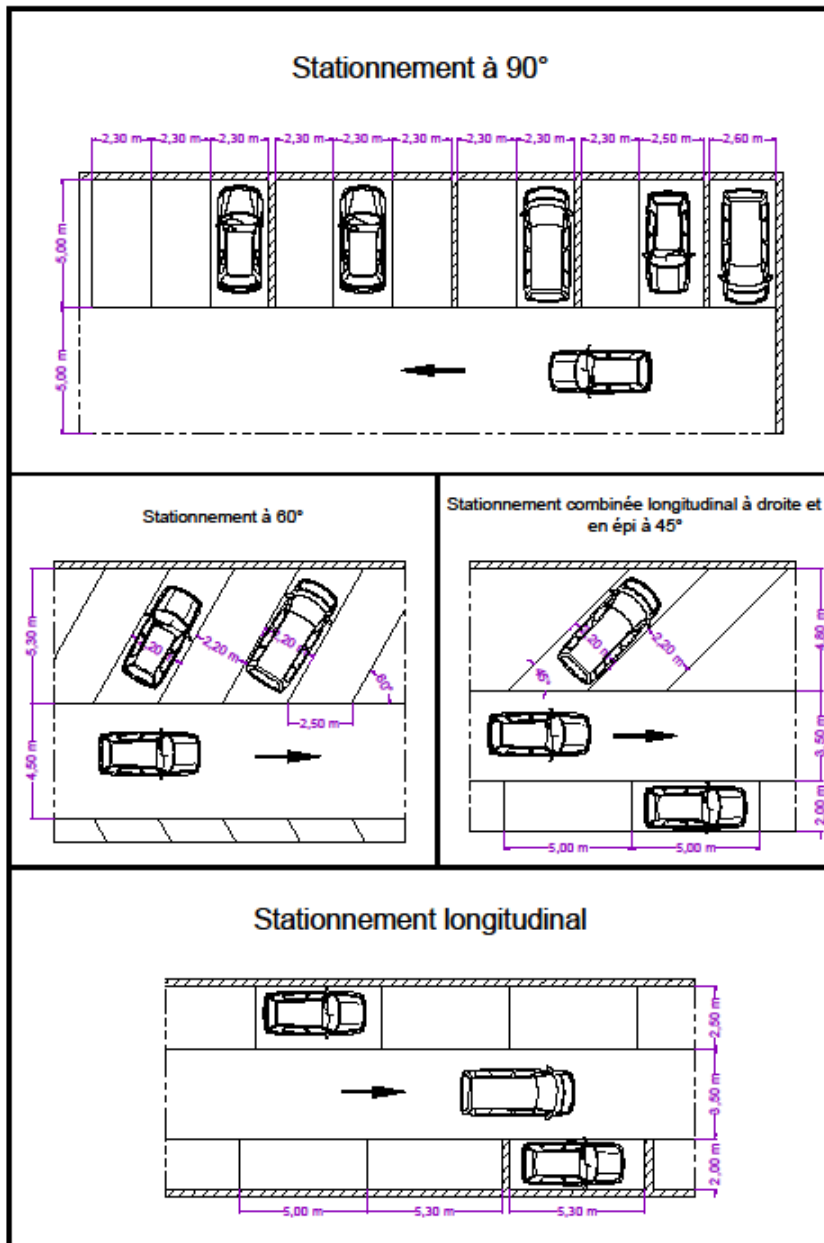 Stationnement à 90°
2,30 m 2,30 m 2,30 m 2,30 m 2,30 m 2,30 m 2,30 m 2,30 m 2,30 m 2,50 m 2,60 m
5,00 m
5,00 m
Stationnement à 60°
5,30 m
2,20 m
2,20 m
2,20 m
60°
2,50 m
4,50 m
Stationnement combinée longitudinal à droite et
en épi à 45°
4,80 m
2,20 m
2,20 m
45°
3,50 m
2,00 m
5,00 m 5,00 m
Stationnement longitudinal
2,50 m
3,50 m
2,00 m
5,00 m 5,30 m 5,30 m